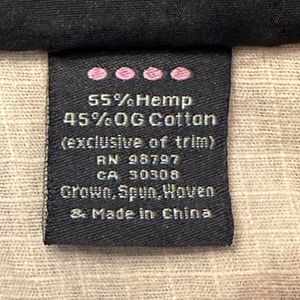 55%Hemp
45%OG Cotton
(exclusive of trim)
RN 98797
CA 30308
Grown,Spun,Woven
& Made in China